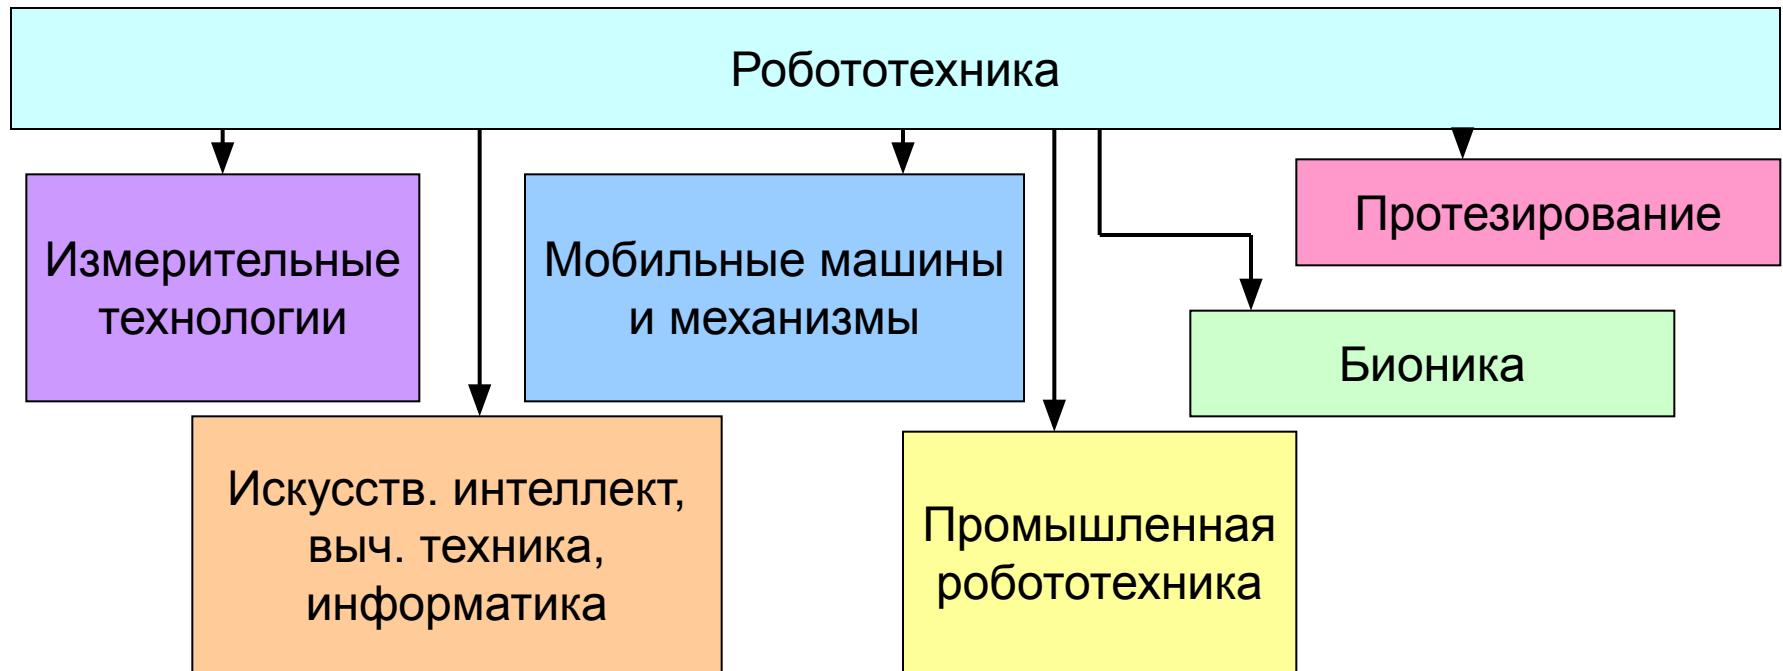 Робототехника
Измерительные
технологии
Мобильные машины
и механизмы
Протезирование
Бионика
Искусств. интеллект,
выч. техника,
информатика
Промышленная
робототехника